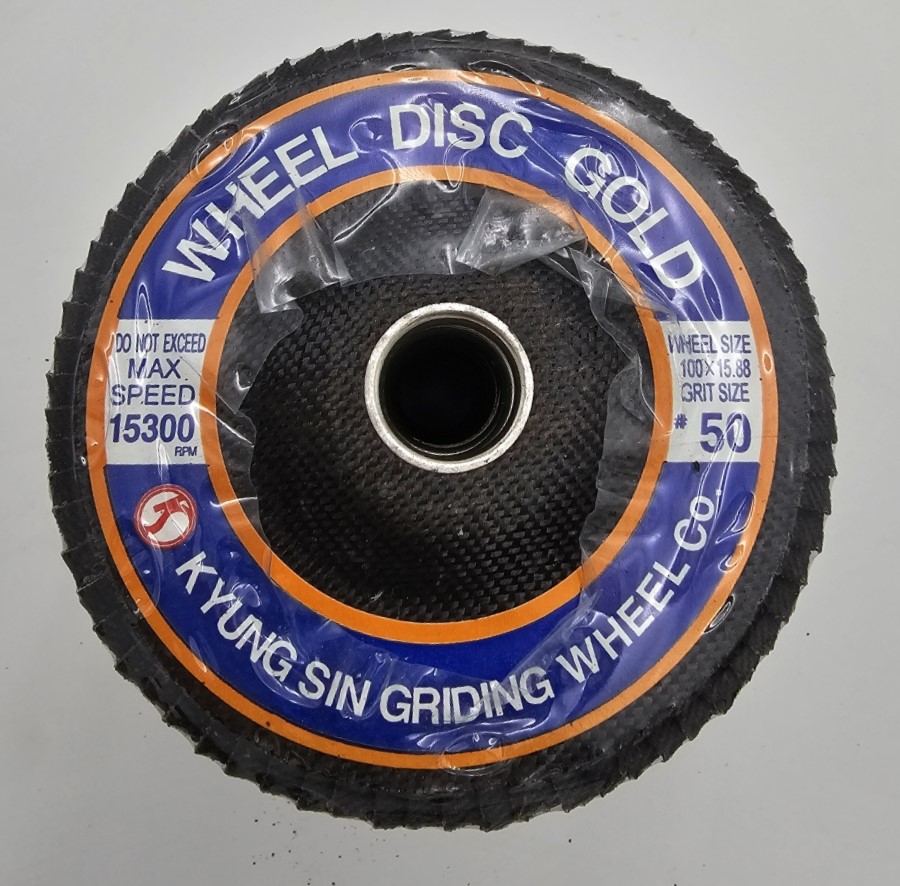 WHEEL DISC GOLD
DO NOT EXCEED
MAX
SPEED
15300
RPM
WHEEL SIZE
100×15.88
GRIT SIZE
# 50
KYUNG SIN GRIDING WHEEL Co.